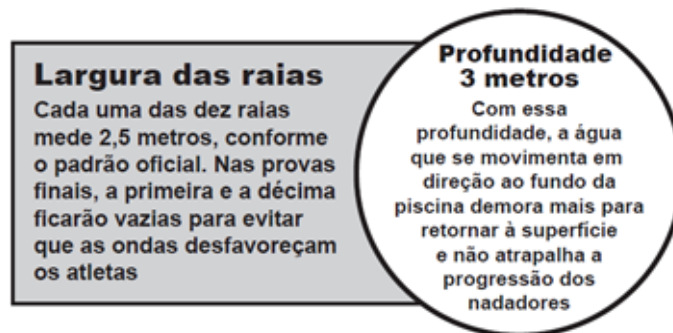 Largura das raias
Cada uma das dez raias
mede 2,5 metros, conforme
o padrão oficial. Nas provas
finais, a primeira e a décima
ficarão vazias para evitar
que as ondas desfavoreçam
os atletas
Profundidade
3 metros
Com essa
profundidade, a água
que se movimenta em
direção ao fundo da
piscina demora mais para
retornar à superfície
e não atrapalha a
progressão dos
nadadores